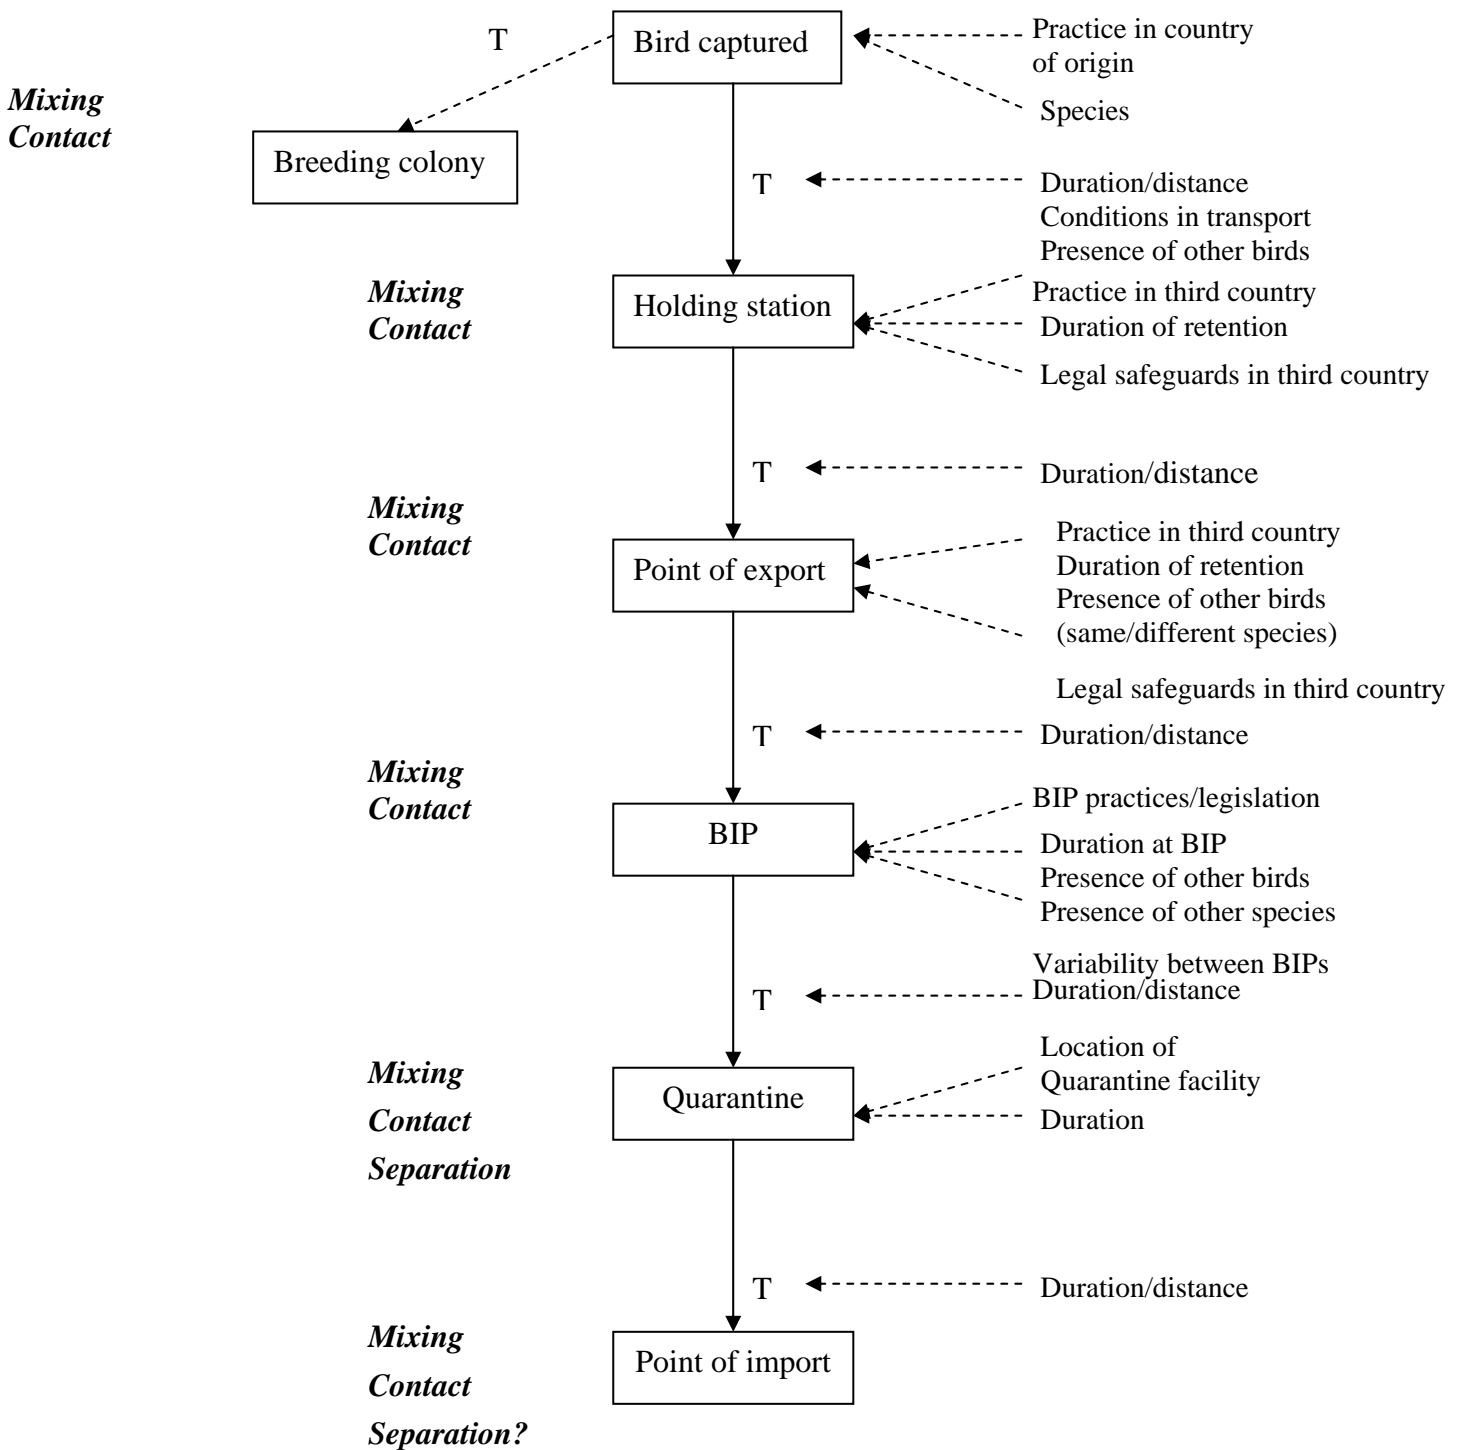 T
Bird captured
Practice in country
of origin
Mixing
Contact
Species
Breeding colony
T
Duration/distance
Conditions in transport
Presence of other birds
Mixing
Contact
Holding station
Practice in third country
Duration of retention
Legal safeguards in third country
T
Duration/distance
Mixing
Contact
Point of export
Practice in third country
Duration of retention
Presence of other birds
(same/different species)
Legal safeguards in third country
T
Duration/distance
Mixing
Contact
BIP
BIP practices/legislation
Duration at BIP
Presence of other birds
Presence of other species
Variability between BIPs
T
Duration/distance
Mixing
Contact
Separation
Quarantine
Location of
Quarantine facility
Duration
T
Duration/distance
Mixing
Contact
Separation?
Point of import